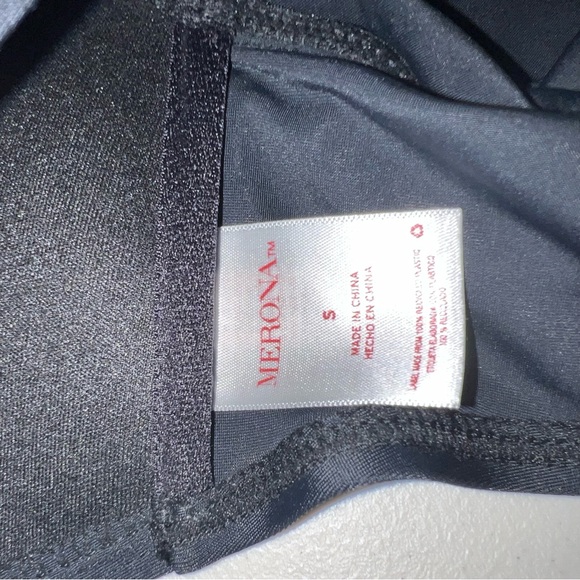 MERONA™
S
MADE IN CHINA
HECHO EN CHINA
LABEL MADE FROM 100% RECYCLED PLASTIC
ETIQUETA ELABORADA CON PLÁSTICO
100% RECICLADO